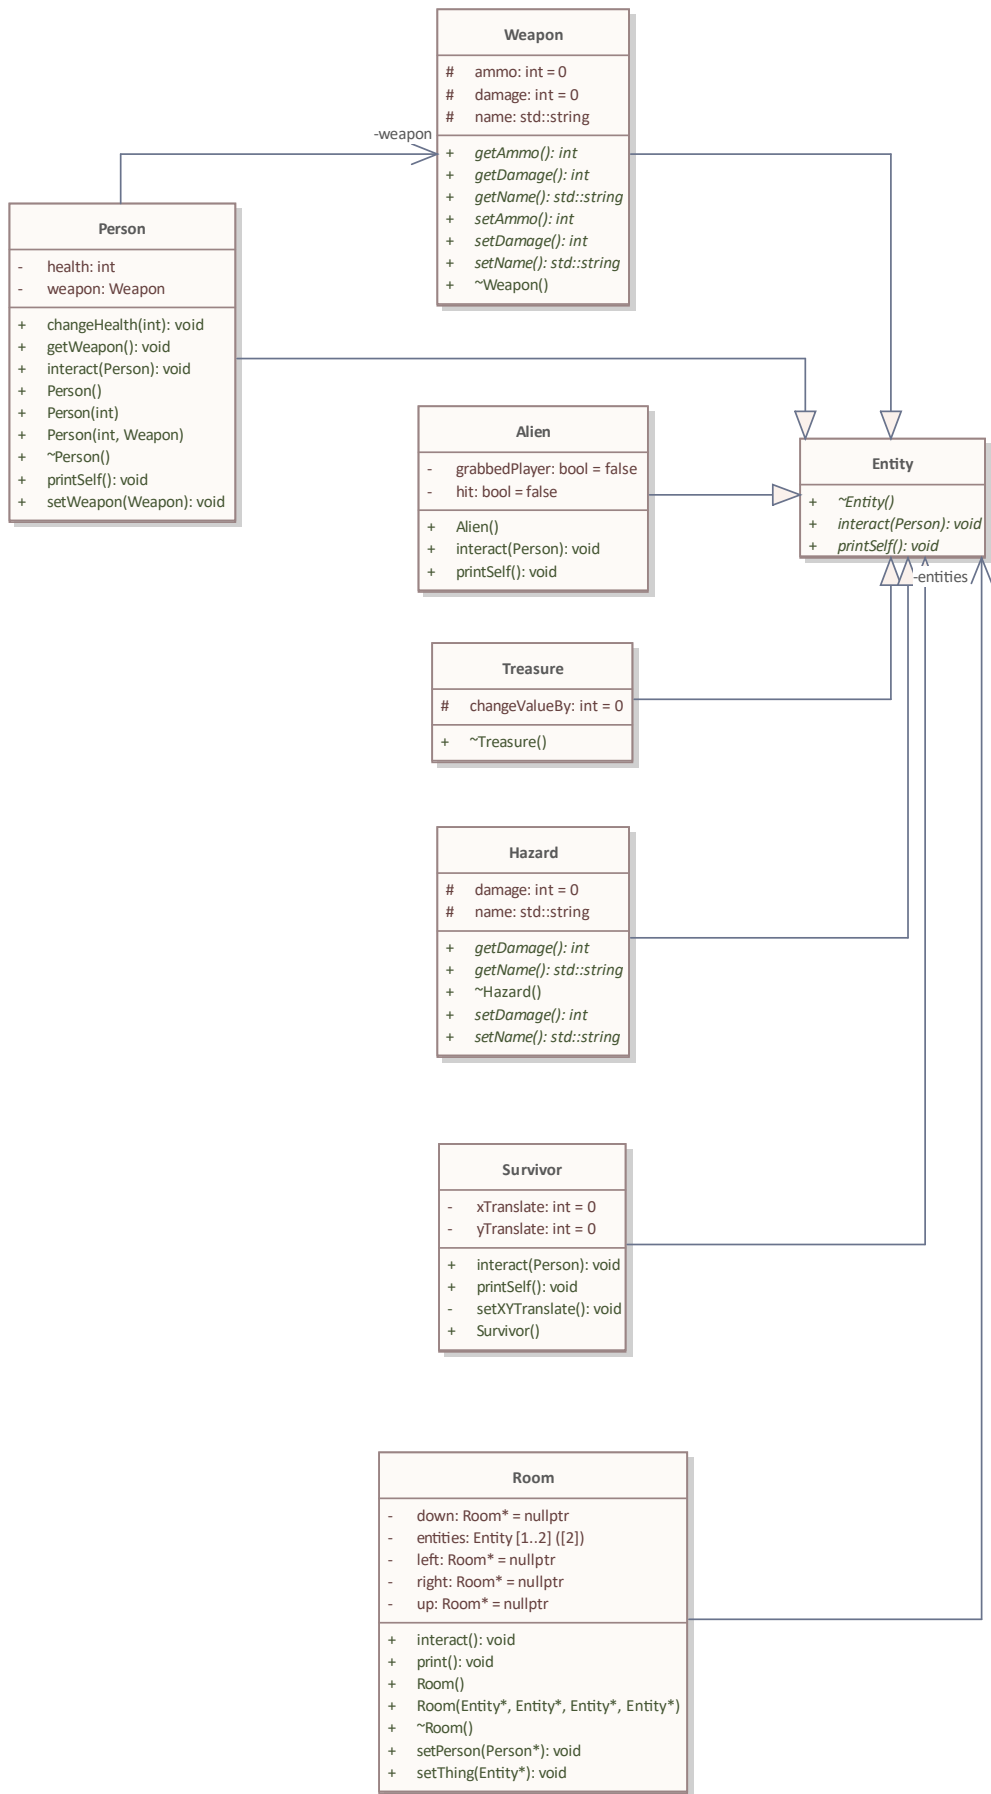 Weapon
# ammo: int = 0
# damage: int = 0
# name: std::string
+ getAmmo(): int
+ getDamage(): int
+ getName(): std::string
+ setAmmo(): int
+ setDamage(): int
+ setName(): std::string
+ ~Weapon()
-weapon
Person
- health: int
- weapon: Weapon
+ changeHealth(int): void
+ getWeapon(): void
+ interact(Person): void
+ Person()
+ Person(int)
+ Person(int, Weapon)
+ ~Person()
+ printSelf(): void
+ setWeapon(Weapon): void
Alien
- grabbedPlayer: bool = false
- hit: bool = false
+ Alien()
+ interact(Person): void
+ printSelf(): void
Entity
+ ~Entity()
+ interact(Person): void
+ printSelf(): void
-entities
Treasure
# changeValueBy: int = 0
+ ~Treasure()
Hazard
# damage: int = 0
# name: std::string
+ getDamage(): int
+ getName(): std::string
+ ~Hazard()
+ setDamage(): int
+ setName(): std::string
Survivor
- xTranslate: int = 0
- yTranslate: int = 0
+ interact(Person): void
+ printSelf(): void
- setXYTranslate(): void
+ Survivor()
Room
- down: Room* = nullptr
- entities: Entity [1..2] ([2])
- left: Room* = nullptr
- right: Room* = nullptr
- up: Room* = nullptr
+ interact(): void
+ print(): void
+ Room()
+ Room(Entity*, Entity*, Entity*, Entity*)
+ ~Room()
+ setPerson(Person*): void
+ setThing(Entity*): void